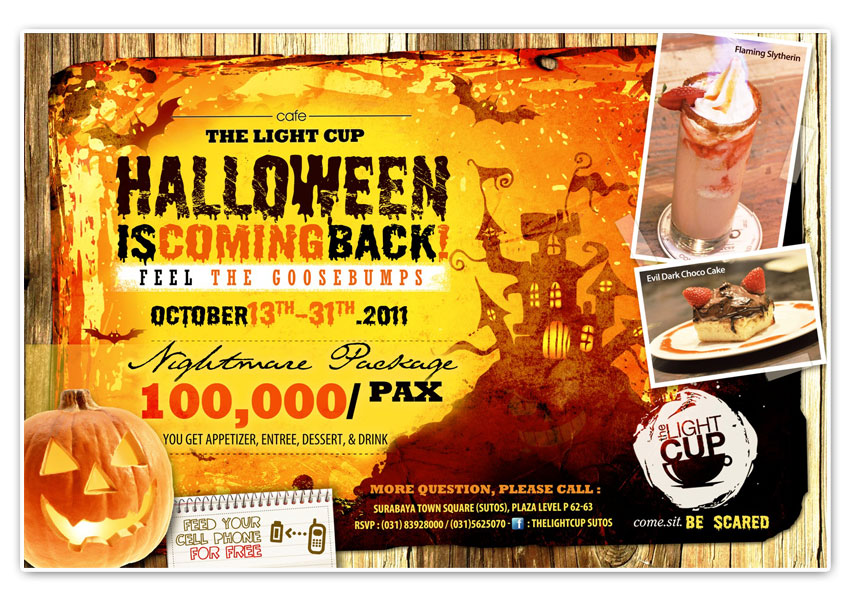 cafe
THE LIGHT CUP
HALLOWEEN
IS COMING BACK!
FEEL THE GOOSEBUMPS
OCTOBER 13TH-31TH.2011
Nightmare Package
100,000/PAX
YOU GET APPETIZER, ENTREE, DESSERT, & DRINK
Flaming Slytherin
Evil Dark Choco Cake
the LIGHT
CUP
come.sit. BE SCARED
MORE QUESTION, PLEASE CALL :
SURABAYA TOWN SQUARE (SUTOS), PLAZA LEVEL P 62-63
RSVP : (031) 83928000 / (031)5625070 - f : THELIGHTCUP SUTOS
FEED YOUR
CELL PHONE
FOR FREE